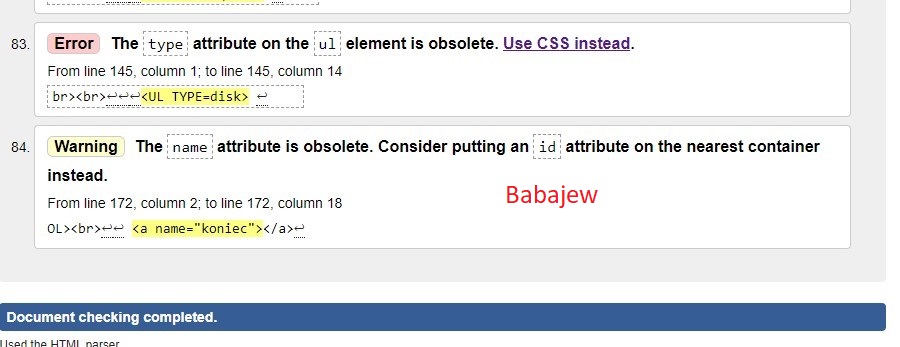 83. Error The type attribute on the ul element is obsolete. Use CSS instead.
From line 145, column 1; to line 145, column 14
br><br>↩↩↩<UL TYPE=disk> ↩
84. Warning The name attribute is obsolete. Consider putting an id attribute on the nearest container
instead.
From line 172, column 2; to line 172, column 18
Babajew
OL><br>↩↩ <a name="koniec"></a>↩
Document checking completed.
Used the HTML parser.